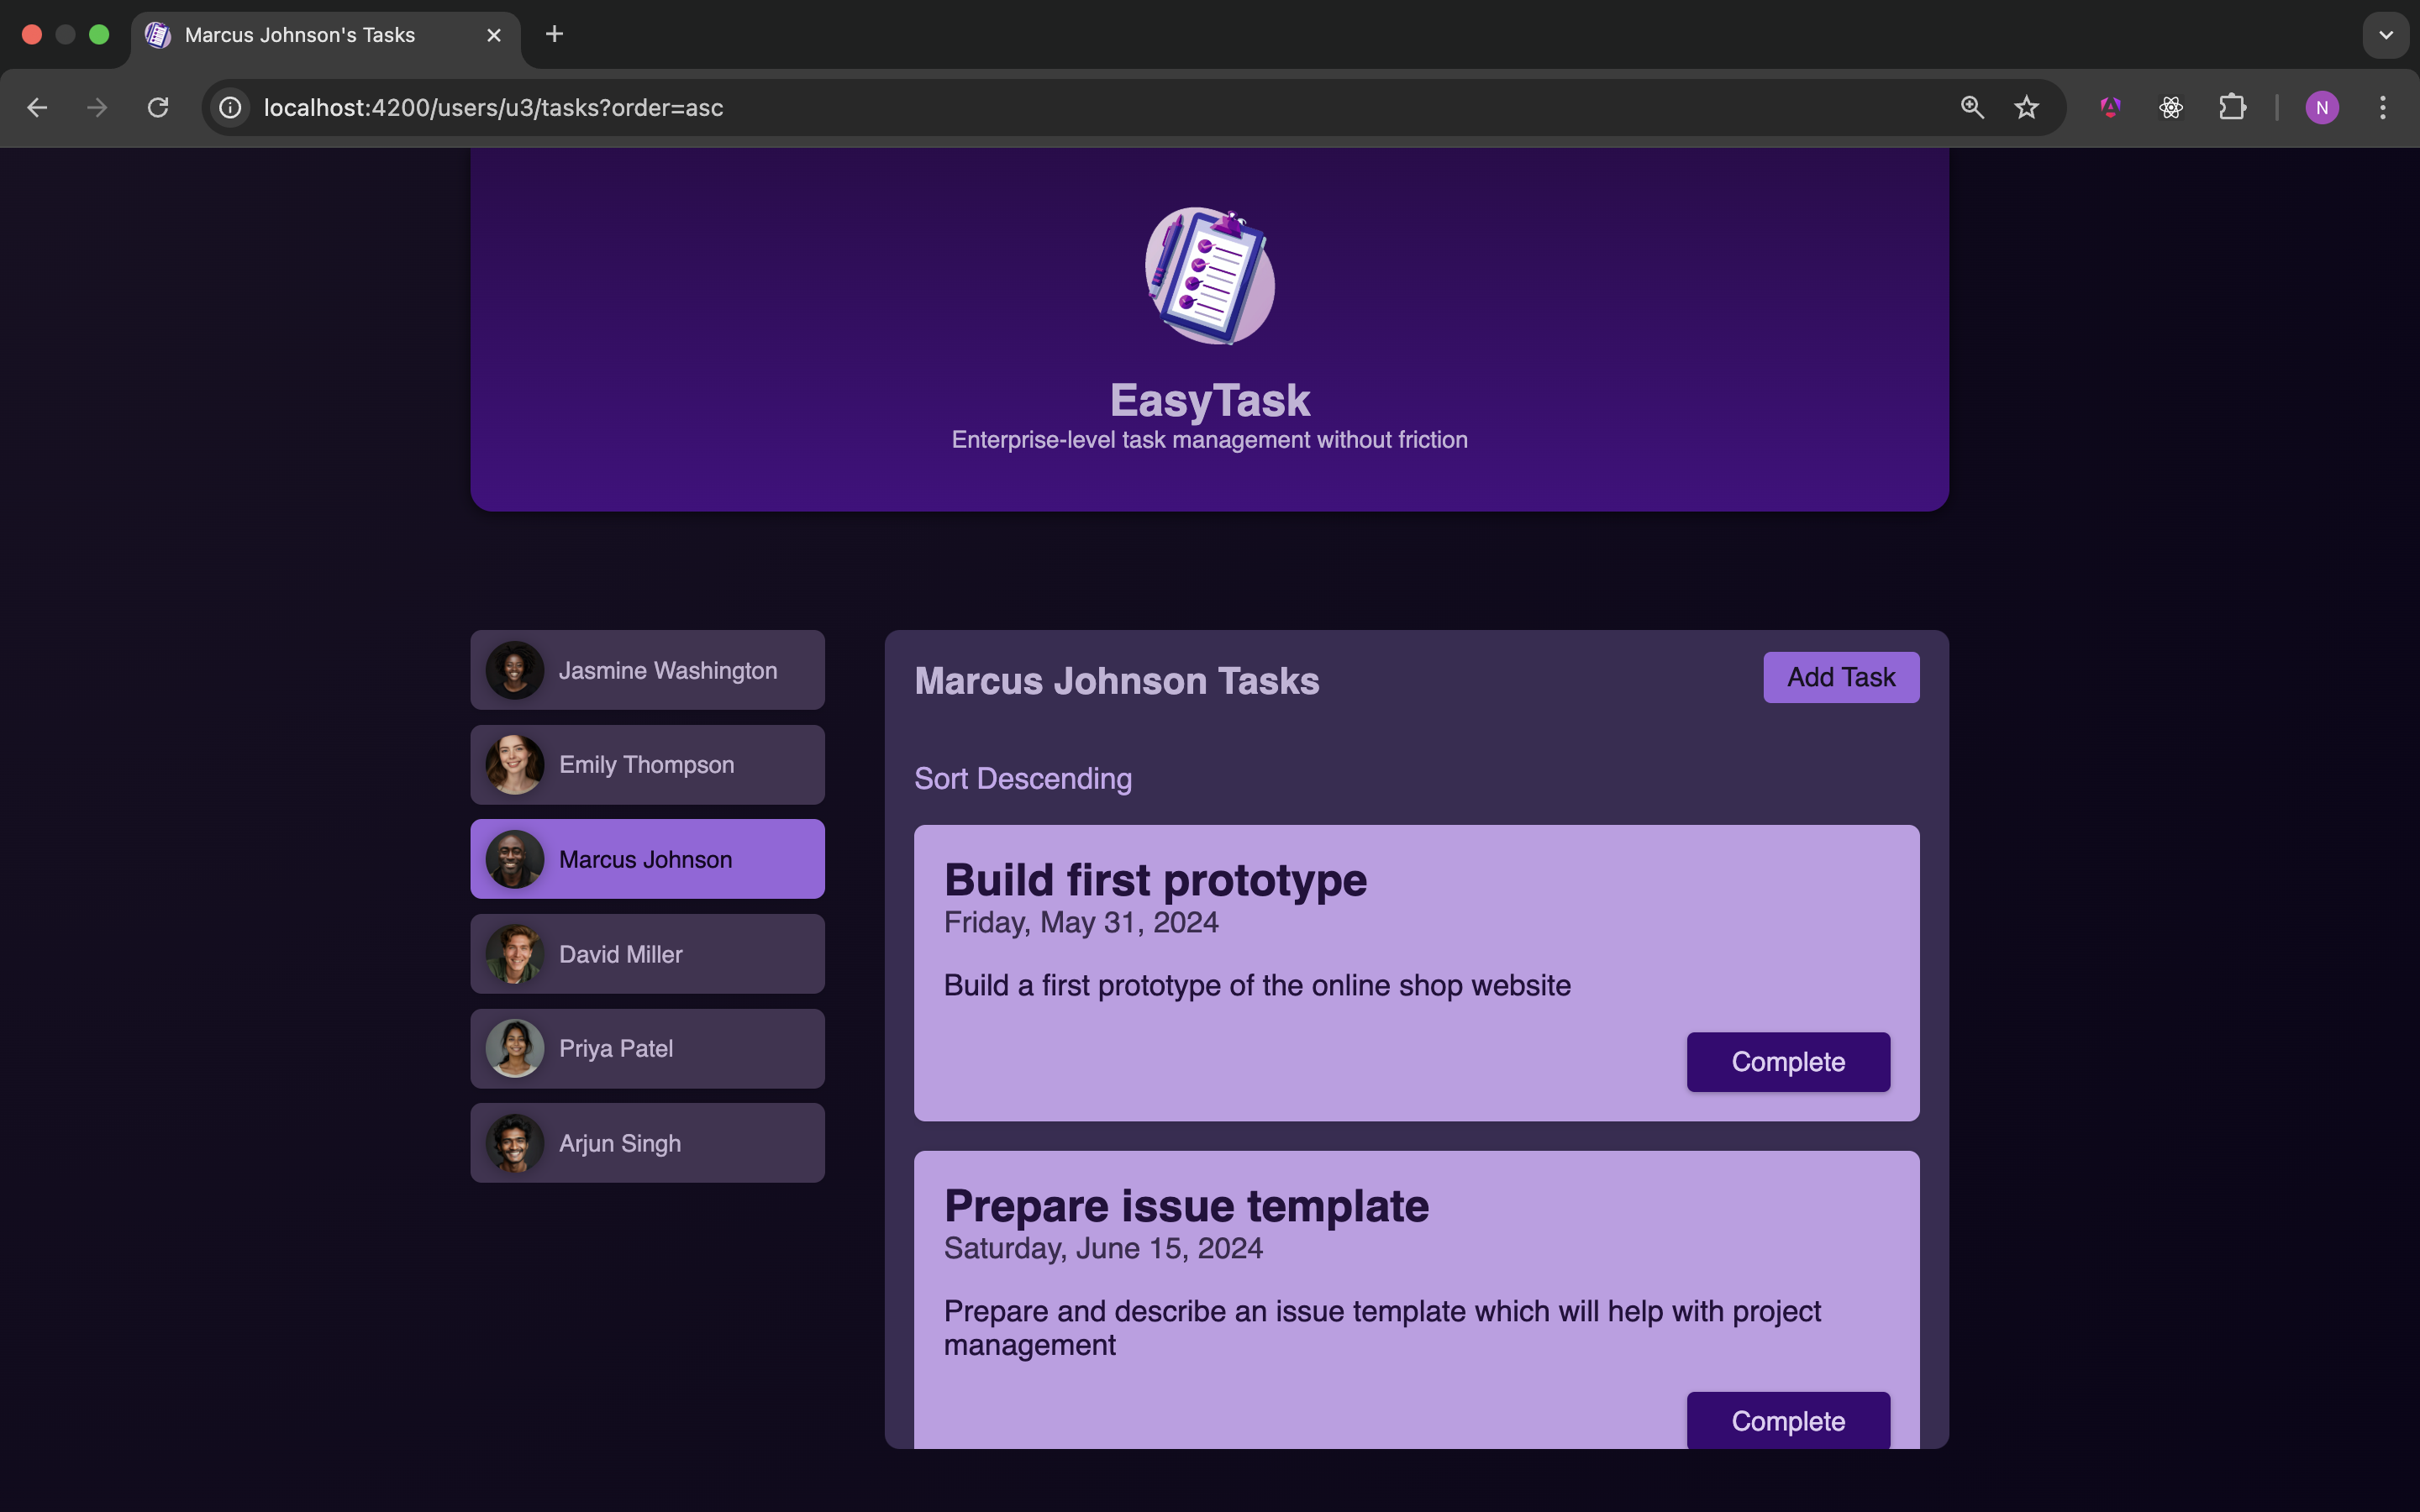 Marcus Johnson's Tasks
localhost:4200/users/u3/tasks?order=asc
N
EasyTask
Enterprise-level task management without friction
Jasmine Washington
Emily Thompson
Marcus Johnson
David Miller
Priya Patel
Arjun Singh
Marcus Johnson Tasks
Add Task
Sort Descending
Build first prototype
Friday, May 31, 2024
Build a first prototype of the online shop website
Complete
Prepare issue template
Saturday, June 15, 2024
Prepare and describe an issue template which will help with project
management
Complete